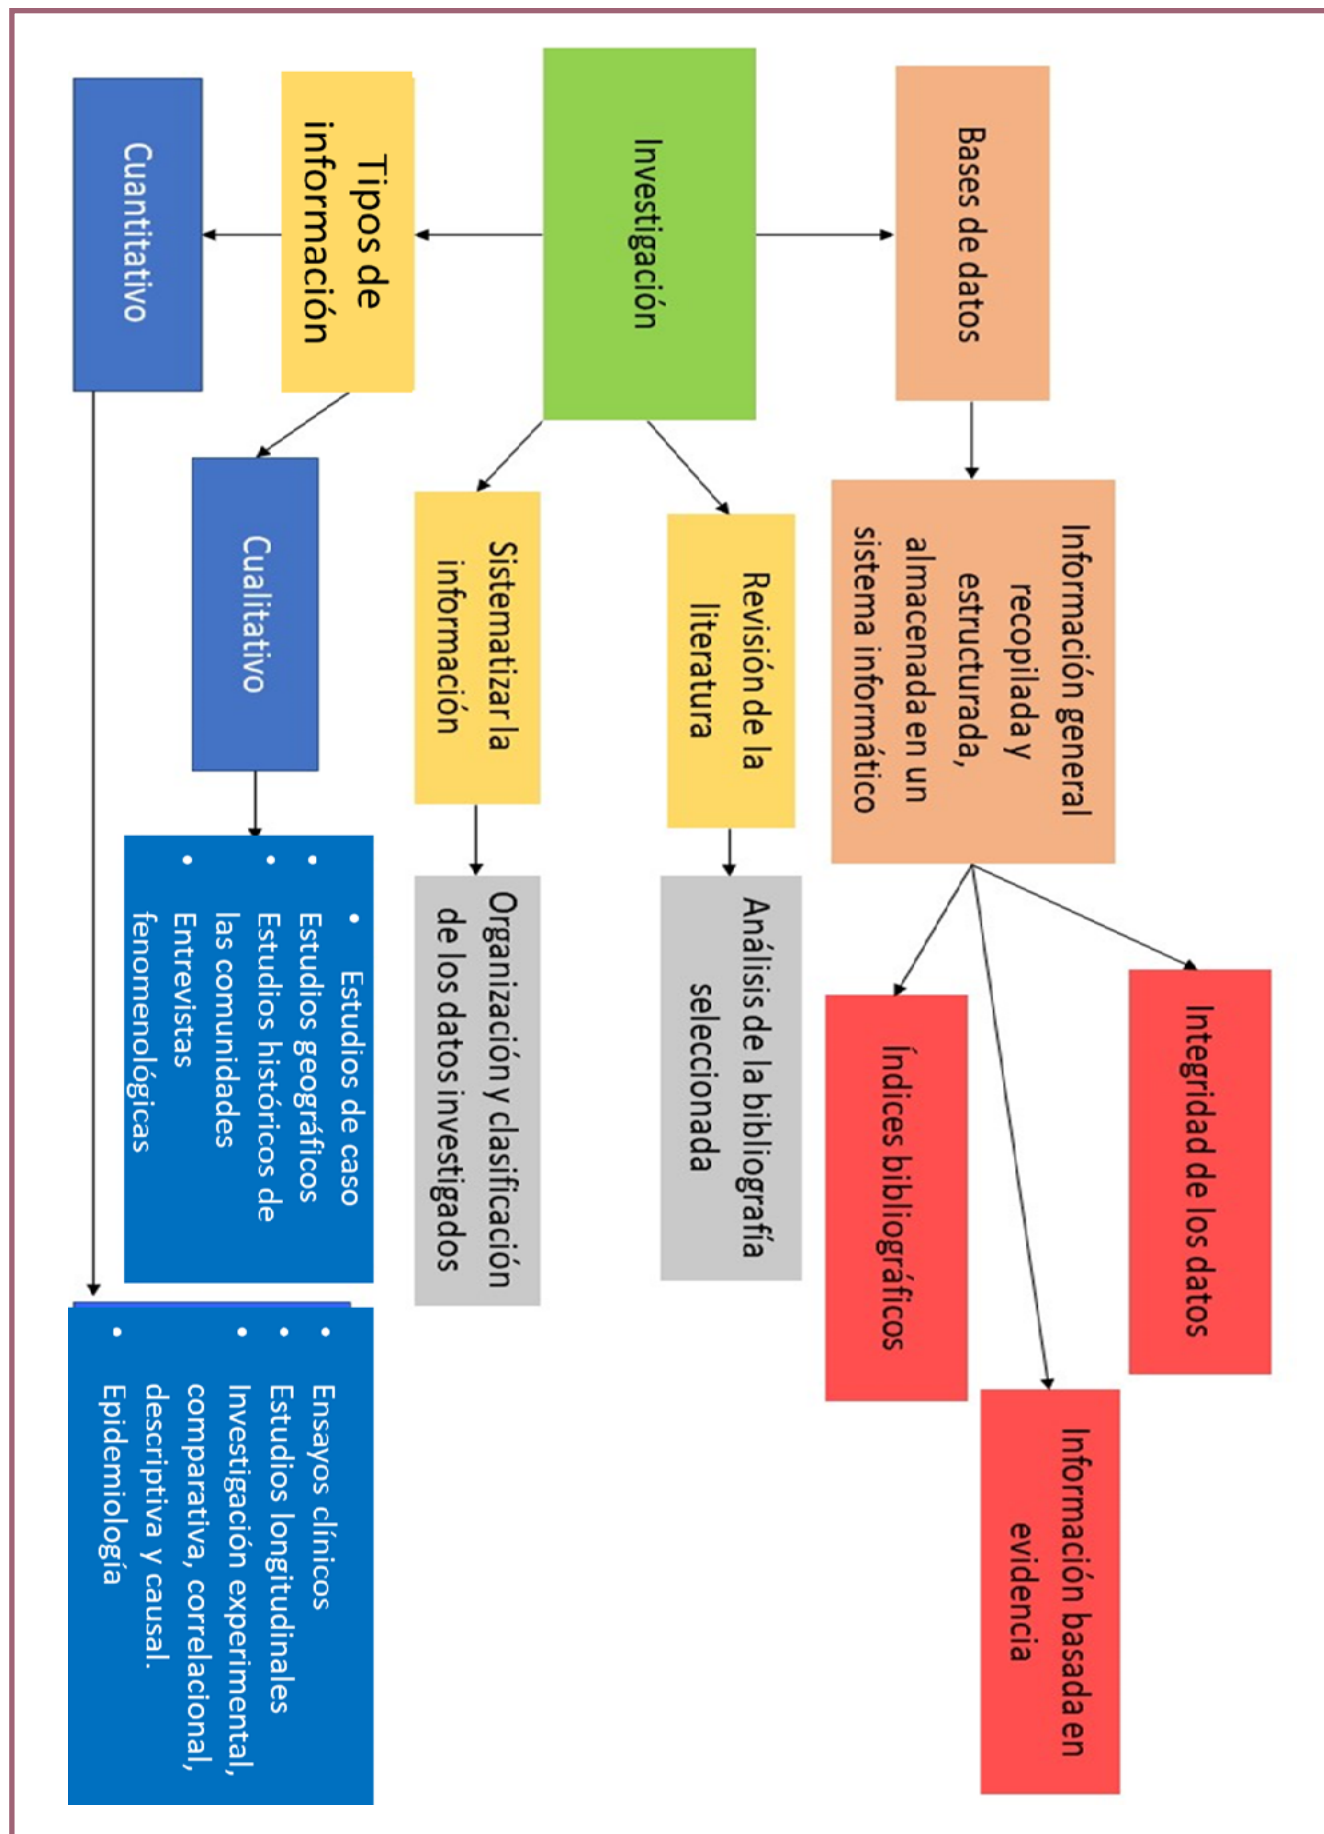 Bases de datos
Información general
recopilada y
estructurada,
almacenada en un
sistema informático
Integridad de los datos
Información basada en
evidencia
Índices bibliográficos
Investigación
Revisión de la
literatura
Análisis de la bibliografía
seleccionada
Sistematizar la
información
Organización y clasificación
de los datos investigados
Tipos de
información
Cualitativo
• Estudios de caso
• Estudios geográficos
• Estudios históricos de
las comunidades
• Entrevistas
fenomenológicas
Cuantitativo
• Ensayos clínicos
• Estudios longitudinales
• Investigación experimental,
comparativa, correlacional,
descriptiva y causal.
• Epidemiología